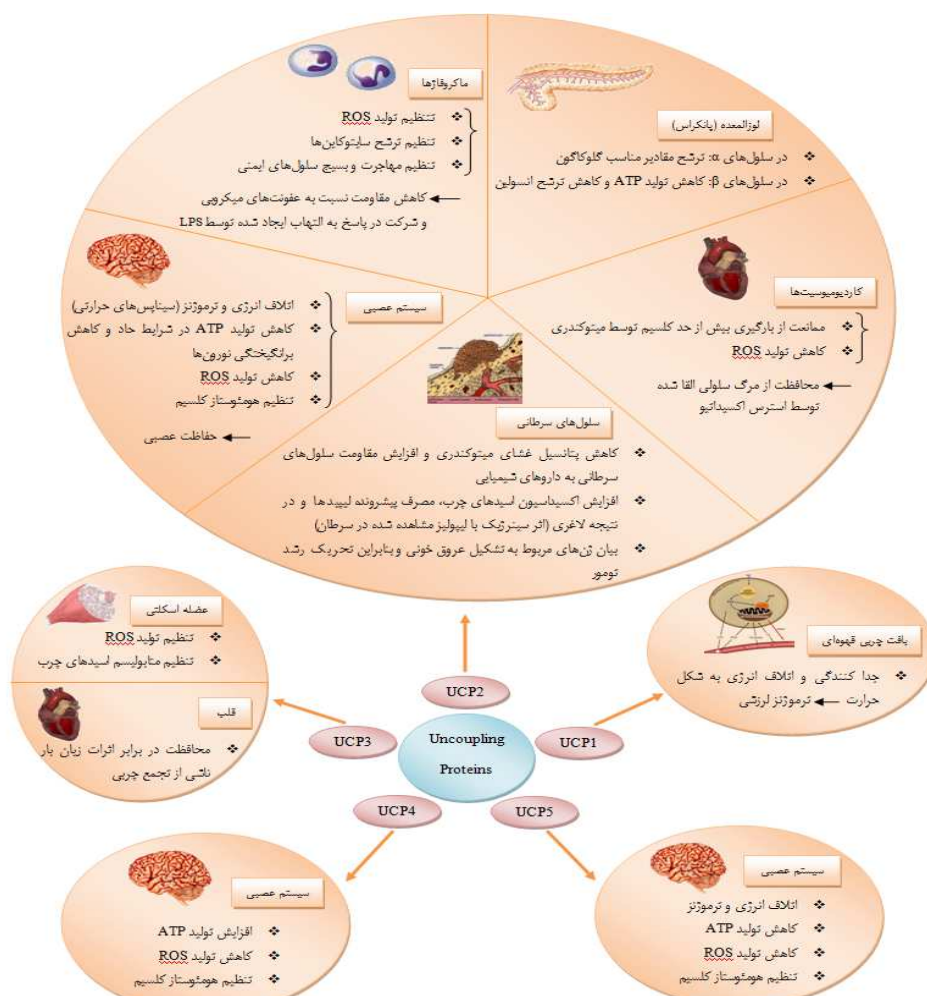 ماکروفاژها
تنظیم تولید ROS
تنظیم ترشح سایتوکاین‌ها
تنظیم مهاجرت و بسیج سلول‌های ایمنی
کاهش مقاومت نسبت به عفونت‌های میکروبی
و شرکت در پاسخ به التهاب ایجاد شده توسط LPS
لوزالمعده (پانکراس)
در سلول‌های α: ترشح مقادیر مناسب گلوکاگون
در سلول‌های β: کاهش تولید ATP و کاهش ترشح انسولین
کاردیومیوسیت‌ها
ممانعت از بارگیری بیش از حد کلسیم توسط میتوکندری
کاهش تولید ROS
محافظت از مرگ سلولی القا شده
توسط استرس اکسیداتیو
سیستم عصبی
اتلاف انرژی و ترموژنز (سیناپس‌های حرارتی)
کاهش تولید ATP در شرایط حاد و کاهش
برانگیختگی نورون‌ها
کاهش تولید ROS
تنظیم هومئوستاز کلسیم
حفاظت عصبی
سلول‌های سرطانی
کاهش پتانسیل غشای میتوکندری و افزایش مقاومت سلول‌های
سرطانی به داروهای شیمیایی
افزایش اکسیداسیون اسیدهای چرب، مصرف پیشرونده لیپیدها و در
نتیجه لاغری (اثر سینرژیک با لیپولیز مشاهده شده در سرطان)
بیان ژن‌های مربوط به تشکیل عروق خونی و بنابراین تحریک رشد
تومور
عضله اسکلتی
تنظیم تولید ROS
تنظیم متابولیسم اسیدهای چرب
قلب
محافظت در برابر اثرات زیان بار
ناشی از تجمع چربی
بافت چربی قهوه‌ای
جدا کنندگی و اتلاف انرژی به شکل
حرارت ← ترموژنز لرزشی
UCP2
UCP3
Uncoupling
Proteins
UCP1
UCP4
UCP5
سیستم عصبی
افزایش تولید ATP
کاهش تولید ROS
تنظیم هومئوستاز کلسیم
سیستم عصبی
اتلاف انرژی و ترموژنز
کاهش تولید ATP
کاهش تولید ROS
تنظیم هومئوستاز کلسیم